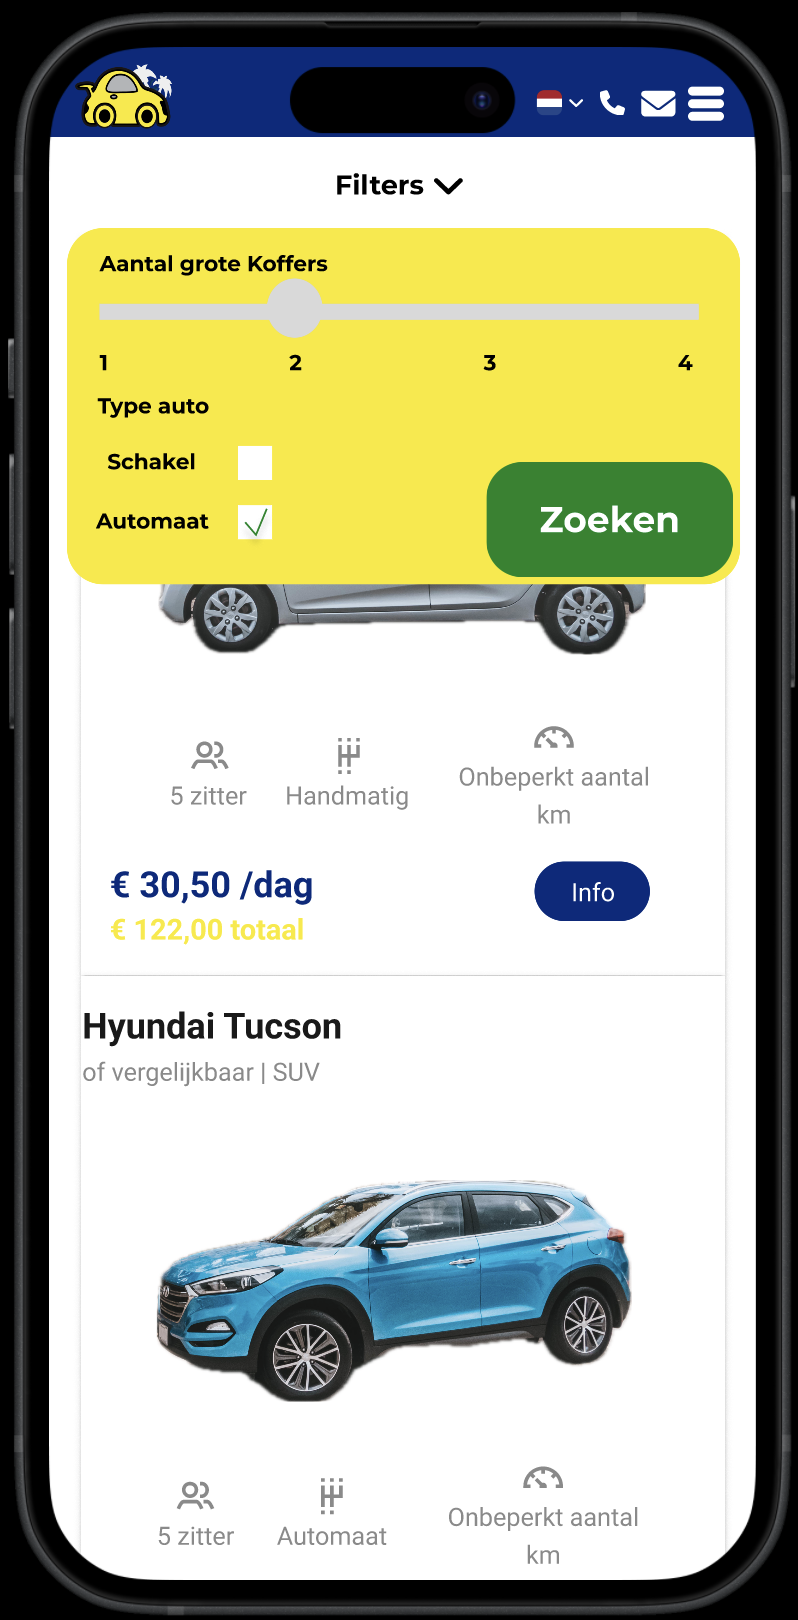 Filters
Aantal grote Koffers
1 2 3 4
Type auto
Schakel
Automaat
Zoeken
5 zitter
Handmatig
Onbeperkt aantal
km
€ 30,50 /dag
€ 122,00 totaal
Info
Hyundai Tucson
of vergelijkbaar | SUV
5 zitter
Automaat
Onbeperkt aantal
km